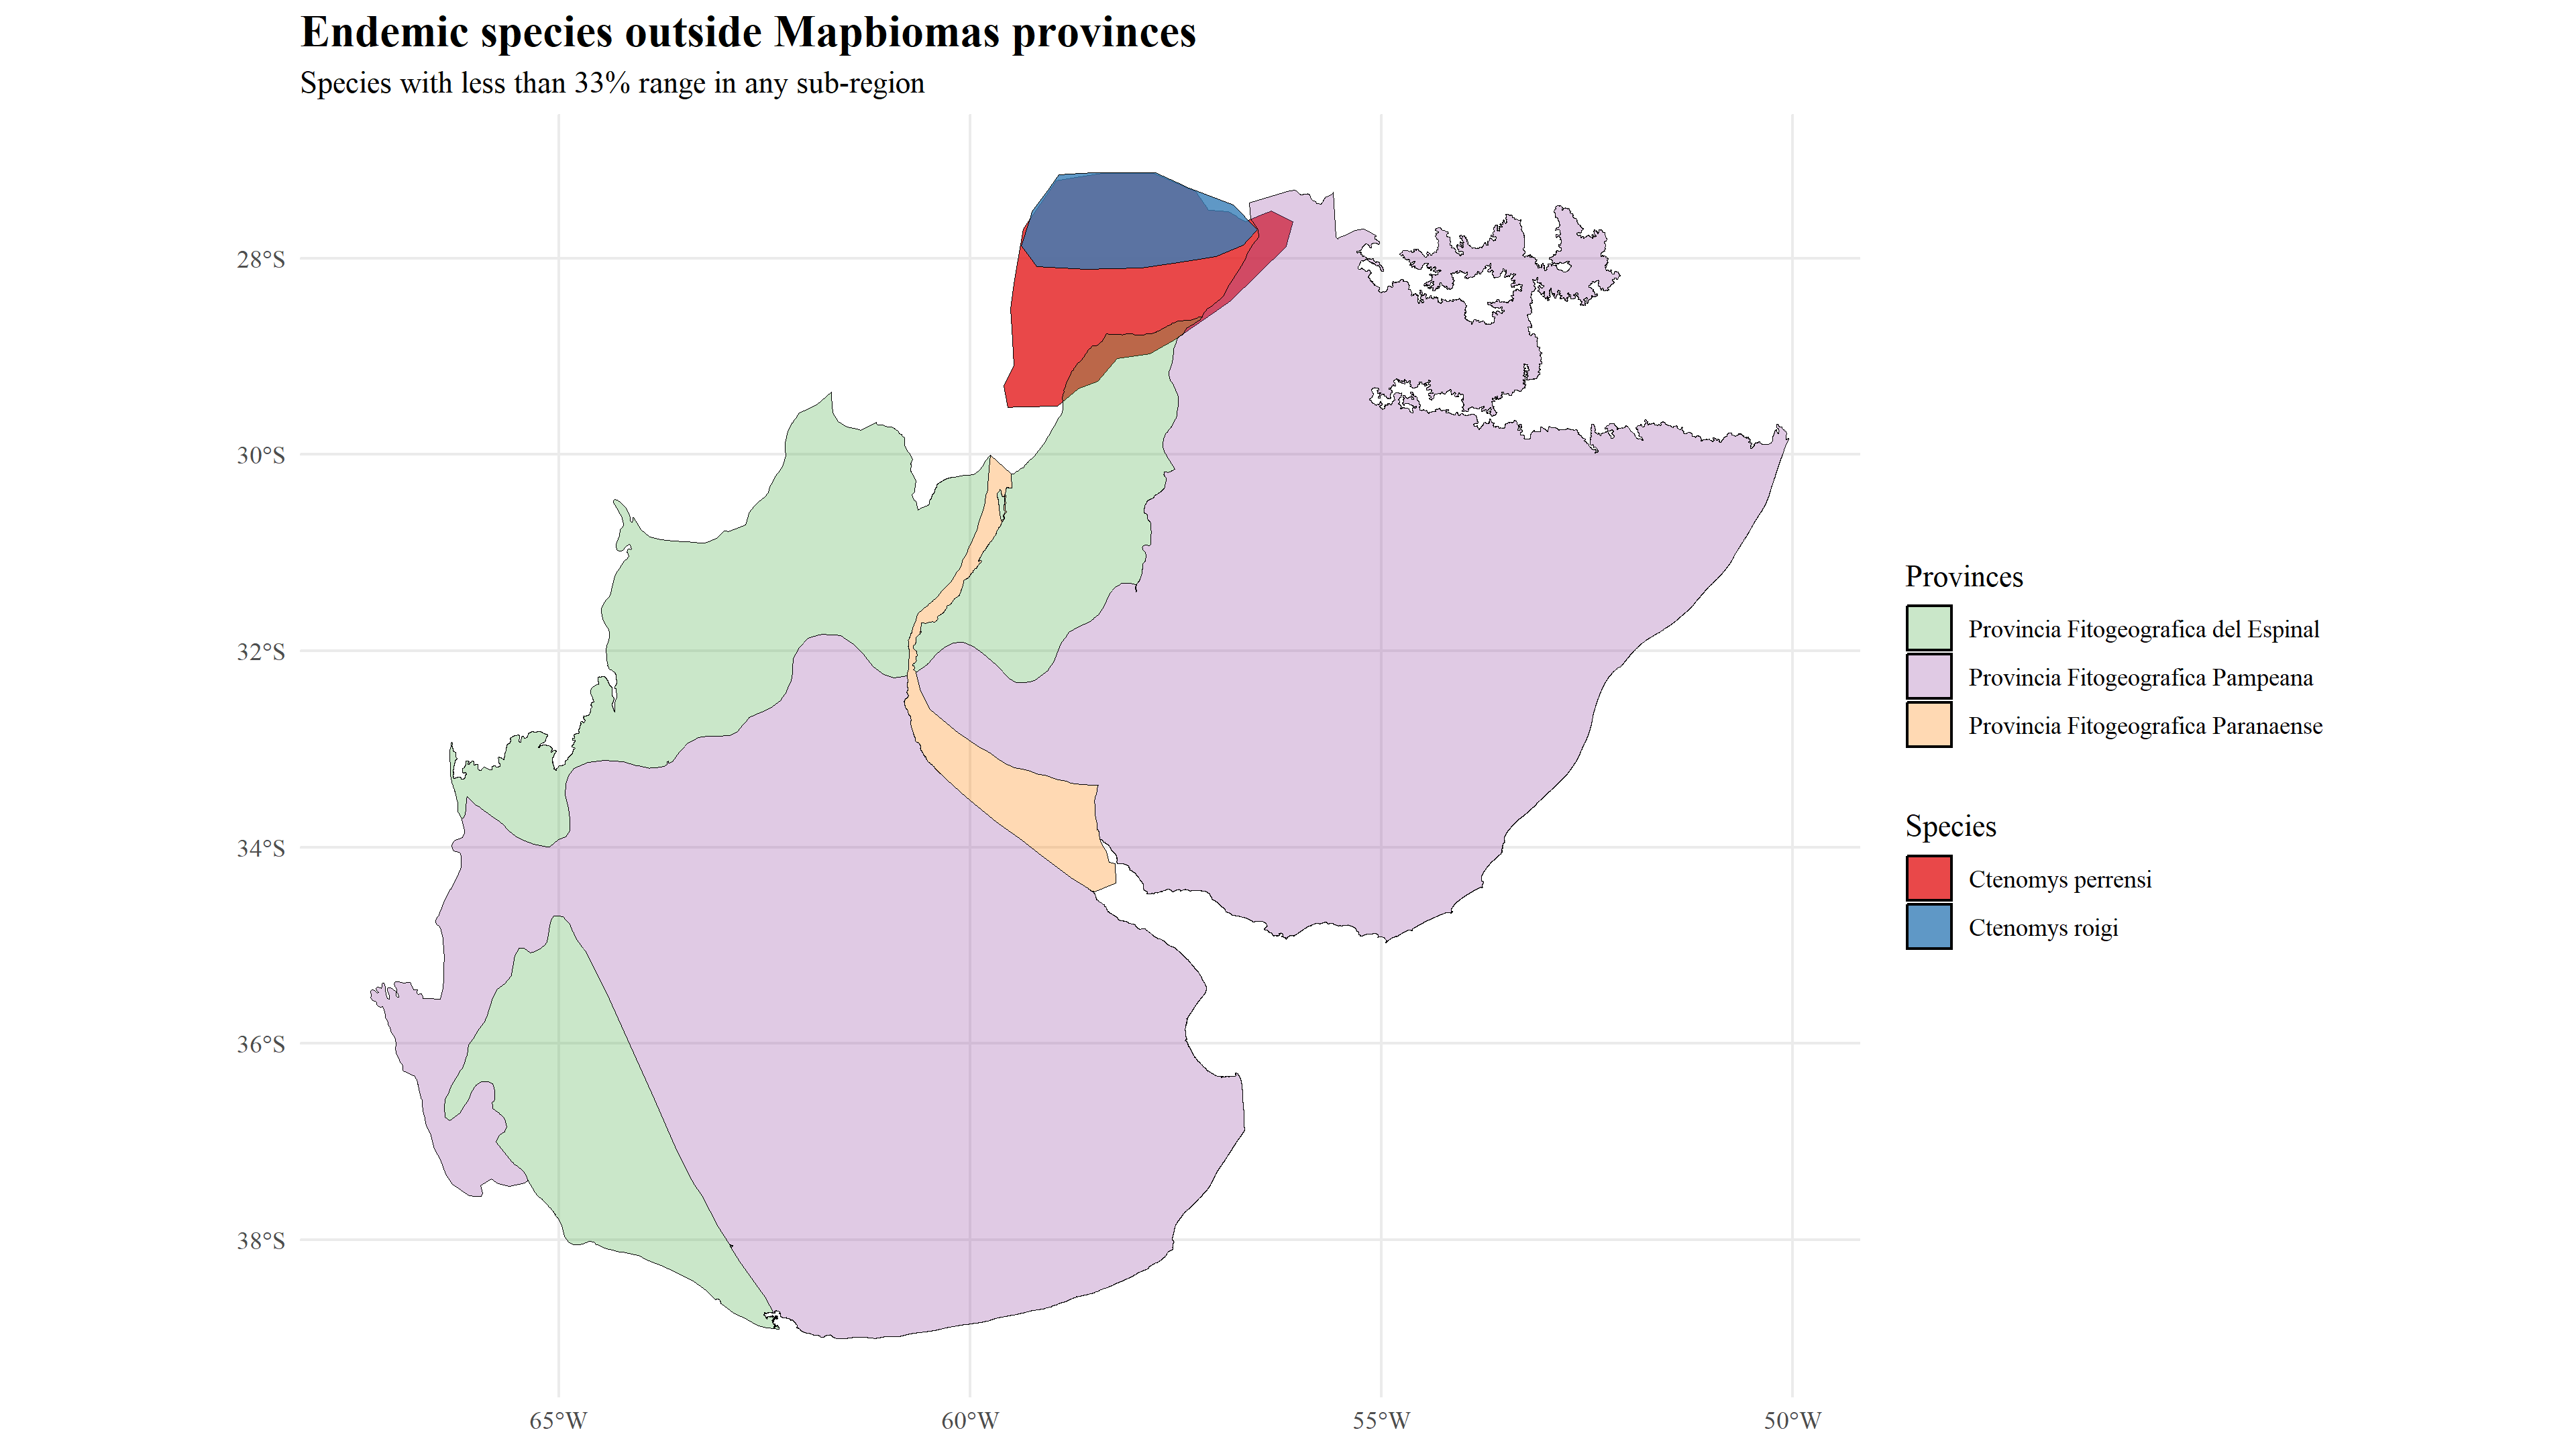 Endemic species outside Mapbiomas provinces
Species with less than 33% range in any sub-region
28°S
30°S
32°S
34°S
36°S
38°S
65°W
60°W
55°W
50°W
Provinces
Provincia Fitogeografica del Espinal
Provincia Fitogeografica Pampeana
Provincia Fitogeografica Paranaense
Species
Ctenomys perrensi
Ctenomys roigi